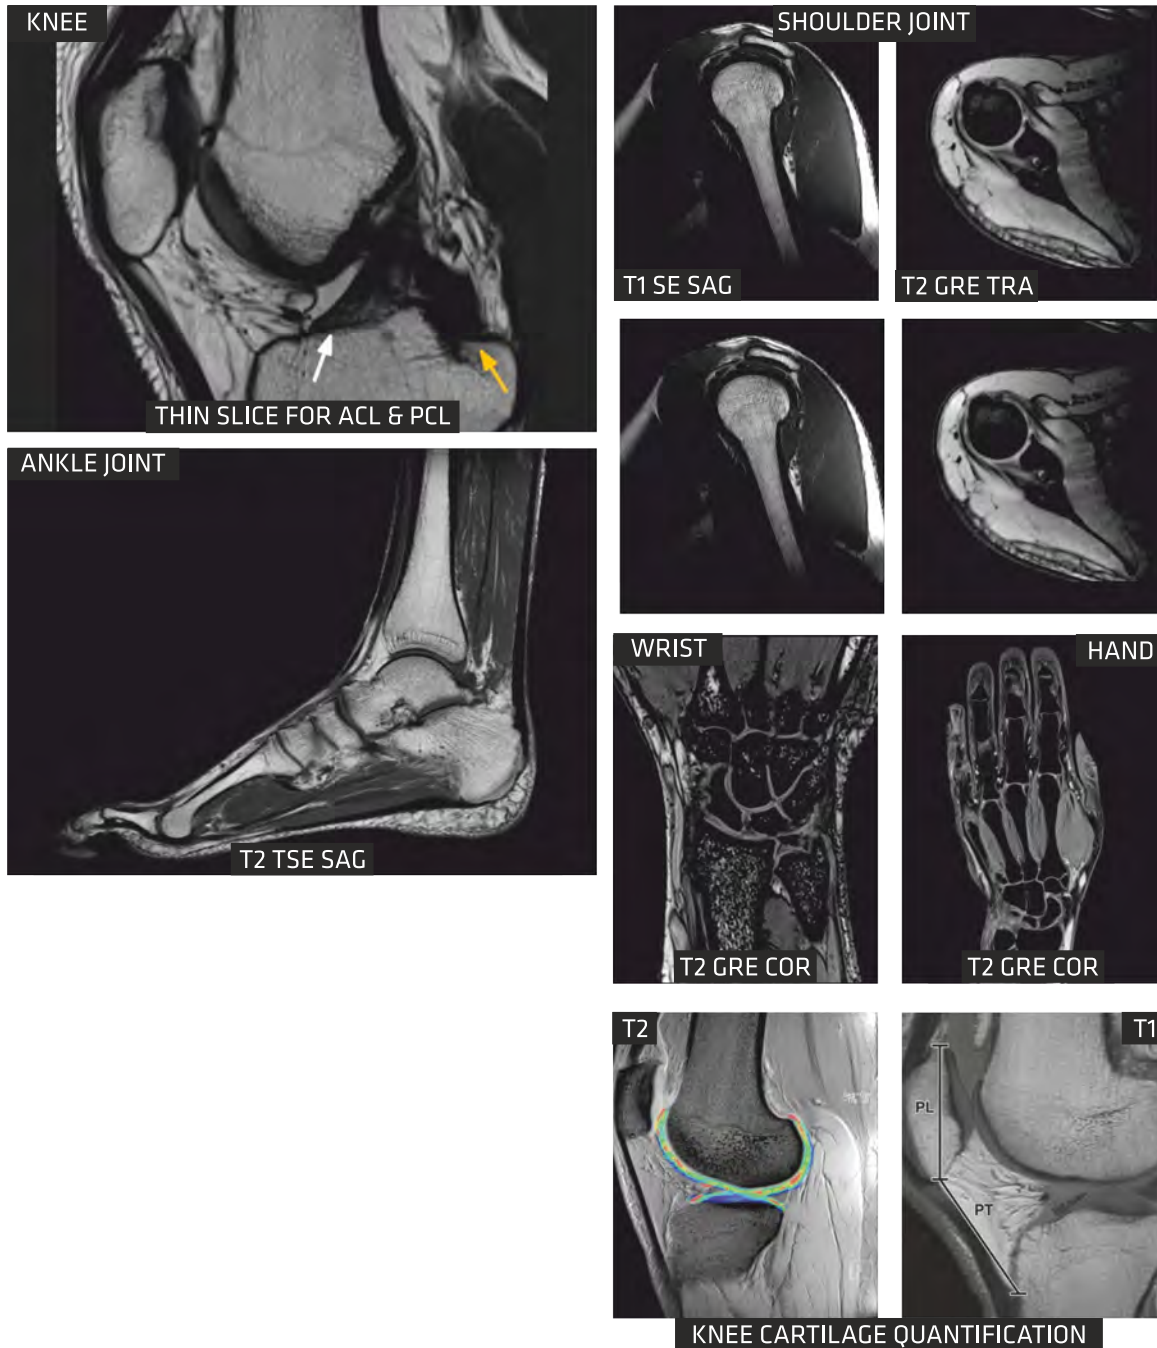 KNEE
THIN SLICE FOR ACL & PCL
ANKLE JOINT
T2 TSE SAG
SHOULDER JOINT
T1 SE SAG
T2 GRE TRA
WRIST
HAND
T2 GRE COR
T2 GRE COR
T2
T1
PL
PT
KNEE CARTILAGE QUANTIFICATION